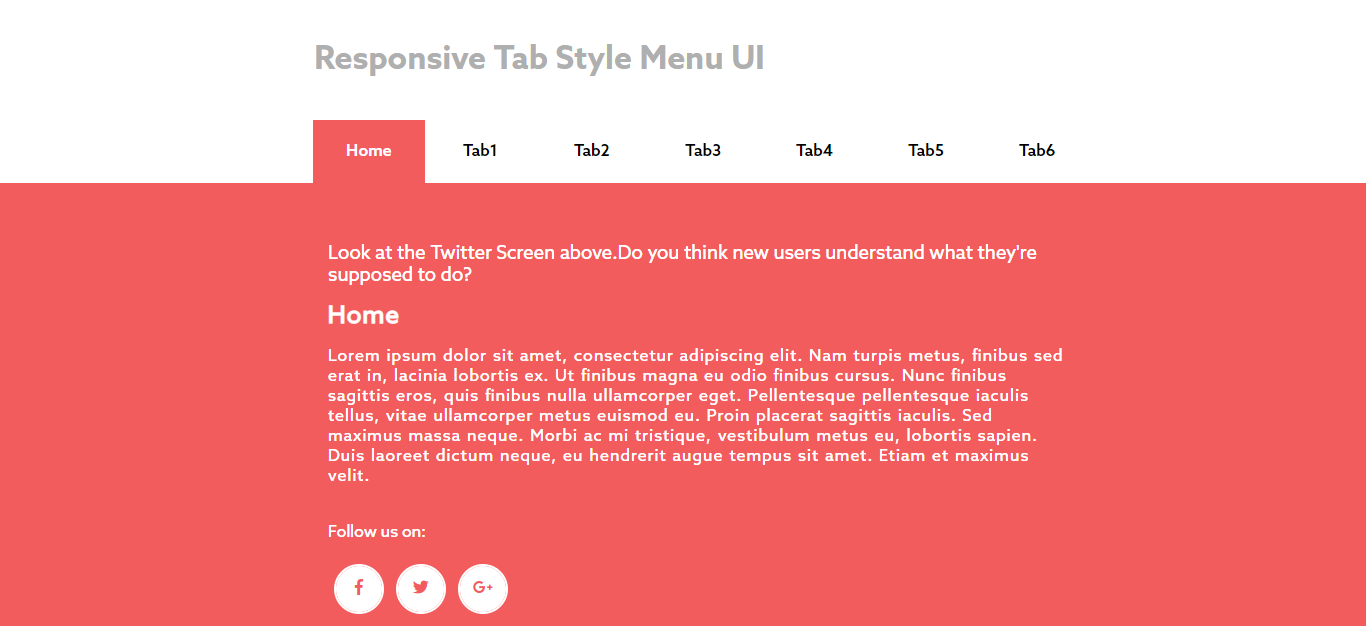 Responsive Tab Style Menu UI
Home Tab1 Tab2 Tab3 Tab4 Tab5 Tab6
Look at the Twitter Screen above.Do you think new users understand what they're
supposed to do?
Home
Lorem ipsum dolor sit amet, consectetur adipiscing elit. Nam turpis metus, finibus sed
erat in, lacinia lobortis ex. Ut finibus magna eu odio finibus cursus. Nunc finibus
sagittis eros, quis finibus nulla ullamcorper eget. Pellentesque pellentesque iaculis
tellus, vitae ullamcorper metus euismod eu. Proin placerat sagittis iaculis. Sed
maximus massa neque. Morbi ac mi tristique, vestibulum metus eu, lobortis sapien.
Duis laoreet dictum neque, eu hendrerit augue tempus sit amet. Etiam et maximus
velit.
Follow us on:
f G+